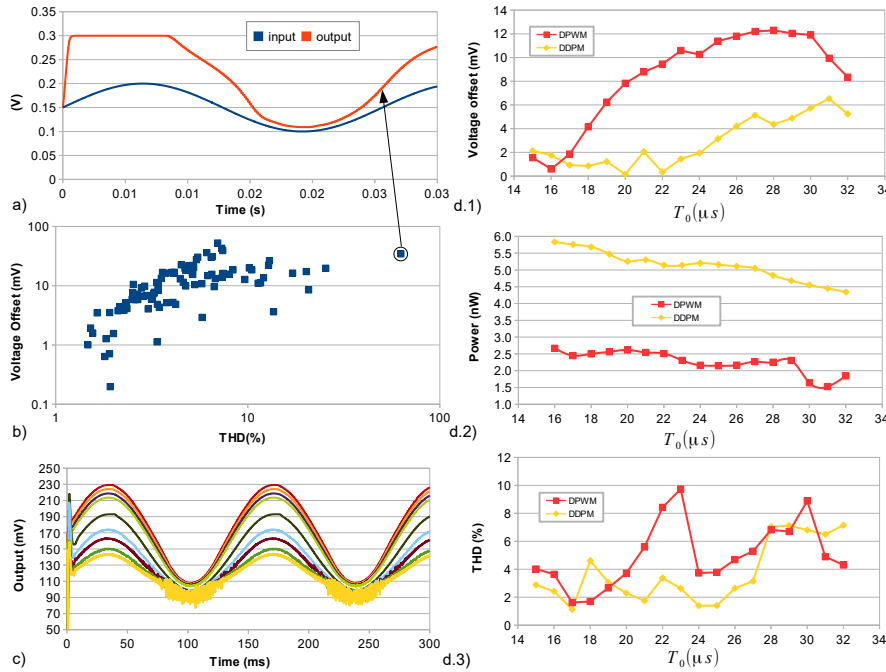 0.35
0.3
0.25
0.2
0.15
0.1
0.05
0
(V)
input output
0 0.01 0.01 0.02 0.02 0.03 0.03
Time (s)
a)
100
10
1
0.1
Voltage Offset (mV)
1 10 100
THD(%)
b)
250
230
210
190
170
150
130
110
90
70
50
Output (mV)
0 50 100 150 200 250 300
Time (ms)
c)
14
12
10
8
6
4
2
0
Voltage offset (mV)
DPWM
DDPM
14 16 18 20 22 24 26 28 30 32 34
T₀(μs)
d.1)
6.0
5.5
5.0
4.5
4.0
3.5
3.0
2.5
2.0
1.5
1.0
Power (nW)
DPWM
DDPM
14 16 18 20 22 24 26 28 30 32 34
T₀(μs)
d.2)
12
10
8
6
4
2
0
THD (%)
DPWM
DDPM
14 16 18 20 22 24 26 28 30 32 34
T₀(μs)
d.3)